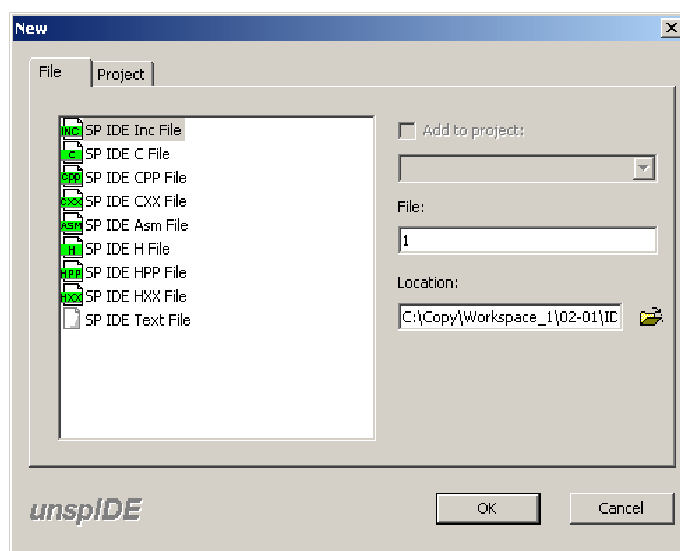 New
File
Project
INC SP IDE Inc File
C SP IDE C File
CPP SP IDE CPP File
CXX SP IDE CXX File
ASM SP IDE Asm File
H SP IDE H File
HPP SP IDE HPP File
HXX SP IDE HXX File
SP IDE Text File
Add to project:
File:
1
Location:
C:\Copy\Workspace_1\02-01\ID
unspIDE
OK
Cancel